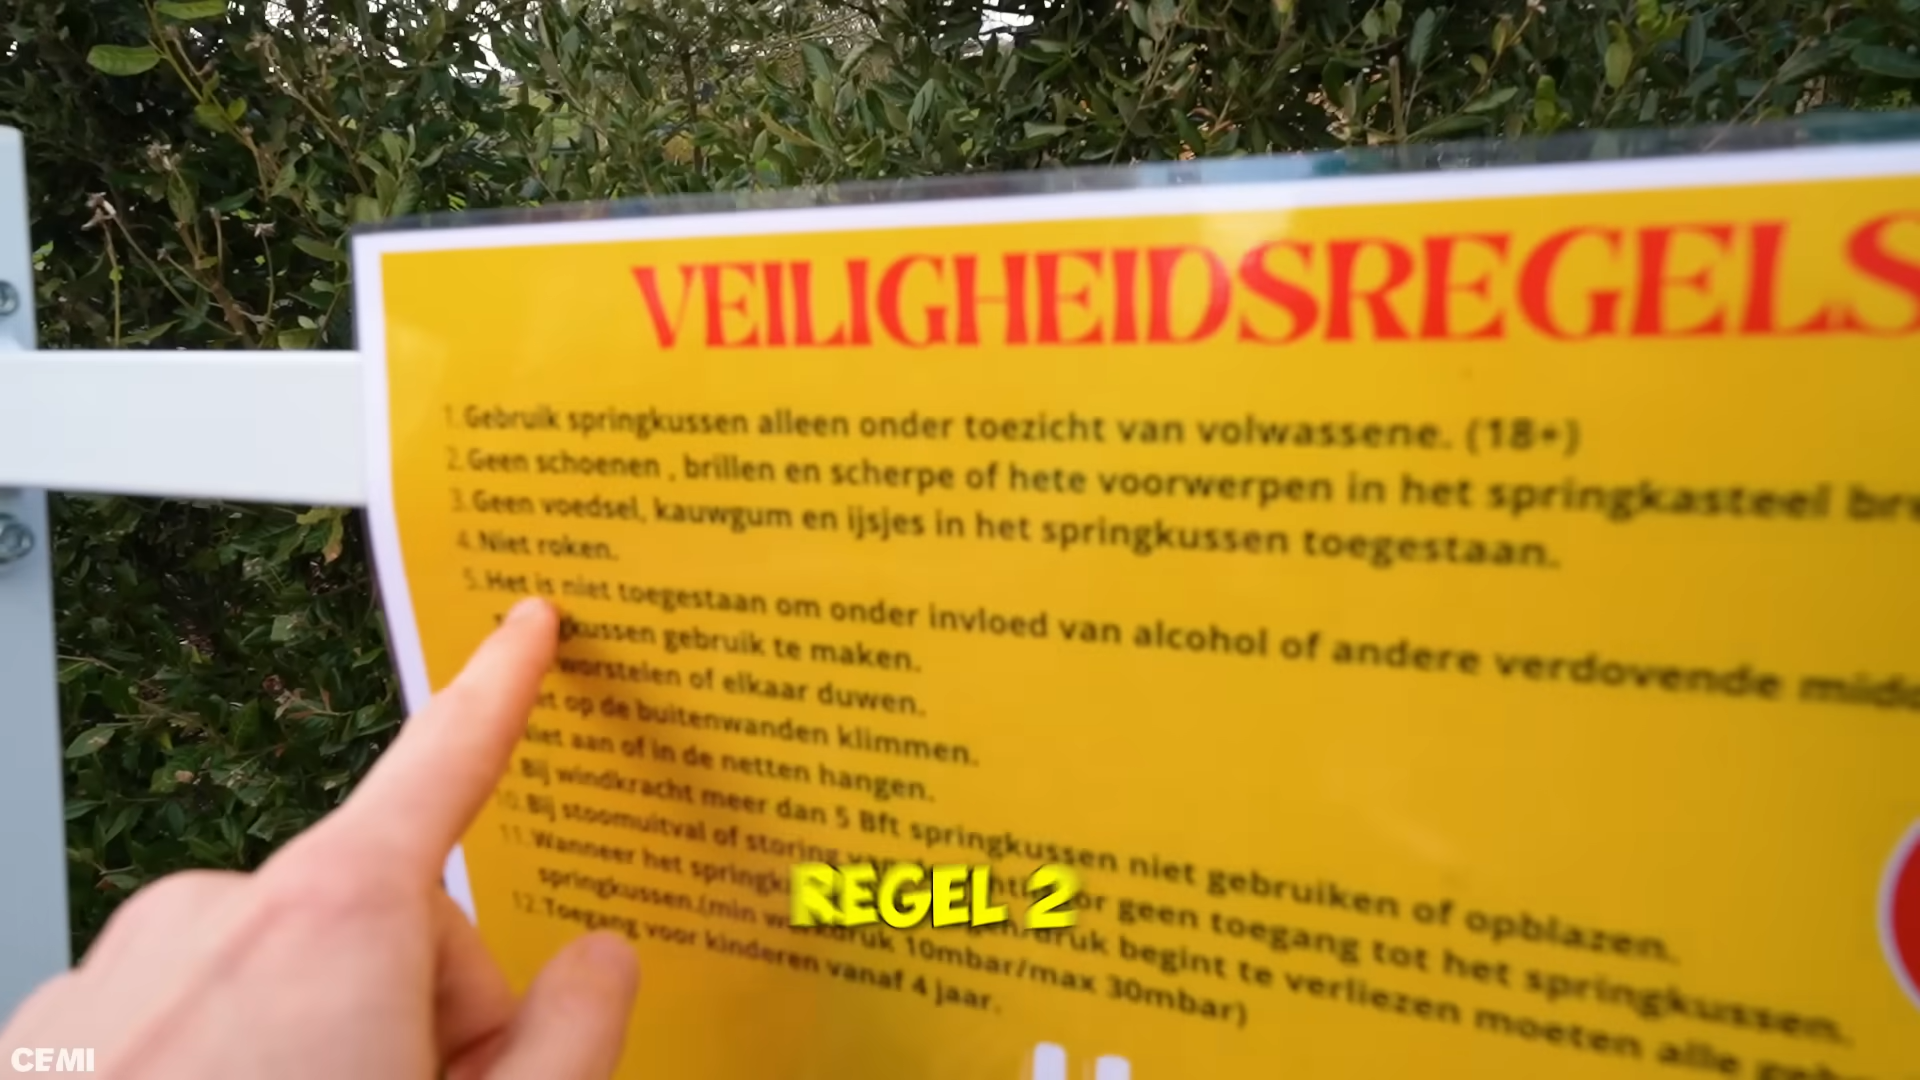 VEILIGHEIDSREGELS
1. Gebruik springkussen alleen onder toezicht van volwassene. (18+)
2. Geen schoenen , brillen en scherpe of hete voorwerpen in het springkasteel
3. Geen voedsel, kauwgum en ijsjes in het springkussen toegestaan.
4. Niet roken.
5. Het is niet toegestaan om onder invloed van alcohol of andere verdovende
gebruik te maken.
worstelen of elkaar duwen.
op de buitenwanden klimmen.
Niet aan of in de netten hangen.
Bij windkracht meer dan 5 Bft springkussen niet gebruiken of opblazen.
10. Bij stoomuitval of storing geen toegang tot het springkussen.
11. Wanneer het druk begint te verliezen moeten alle
springkussen.(min 10mbar/max 30mbar)
12. Toegang voor kinderen vanaf 4 jaar.
REGEL 2
CEMI